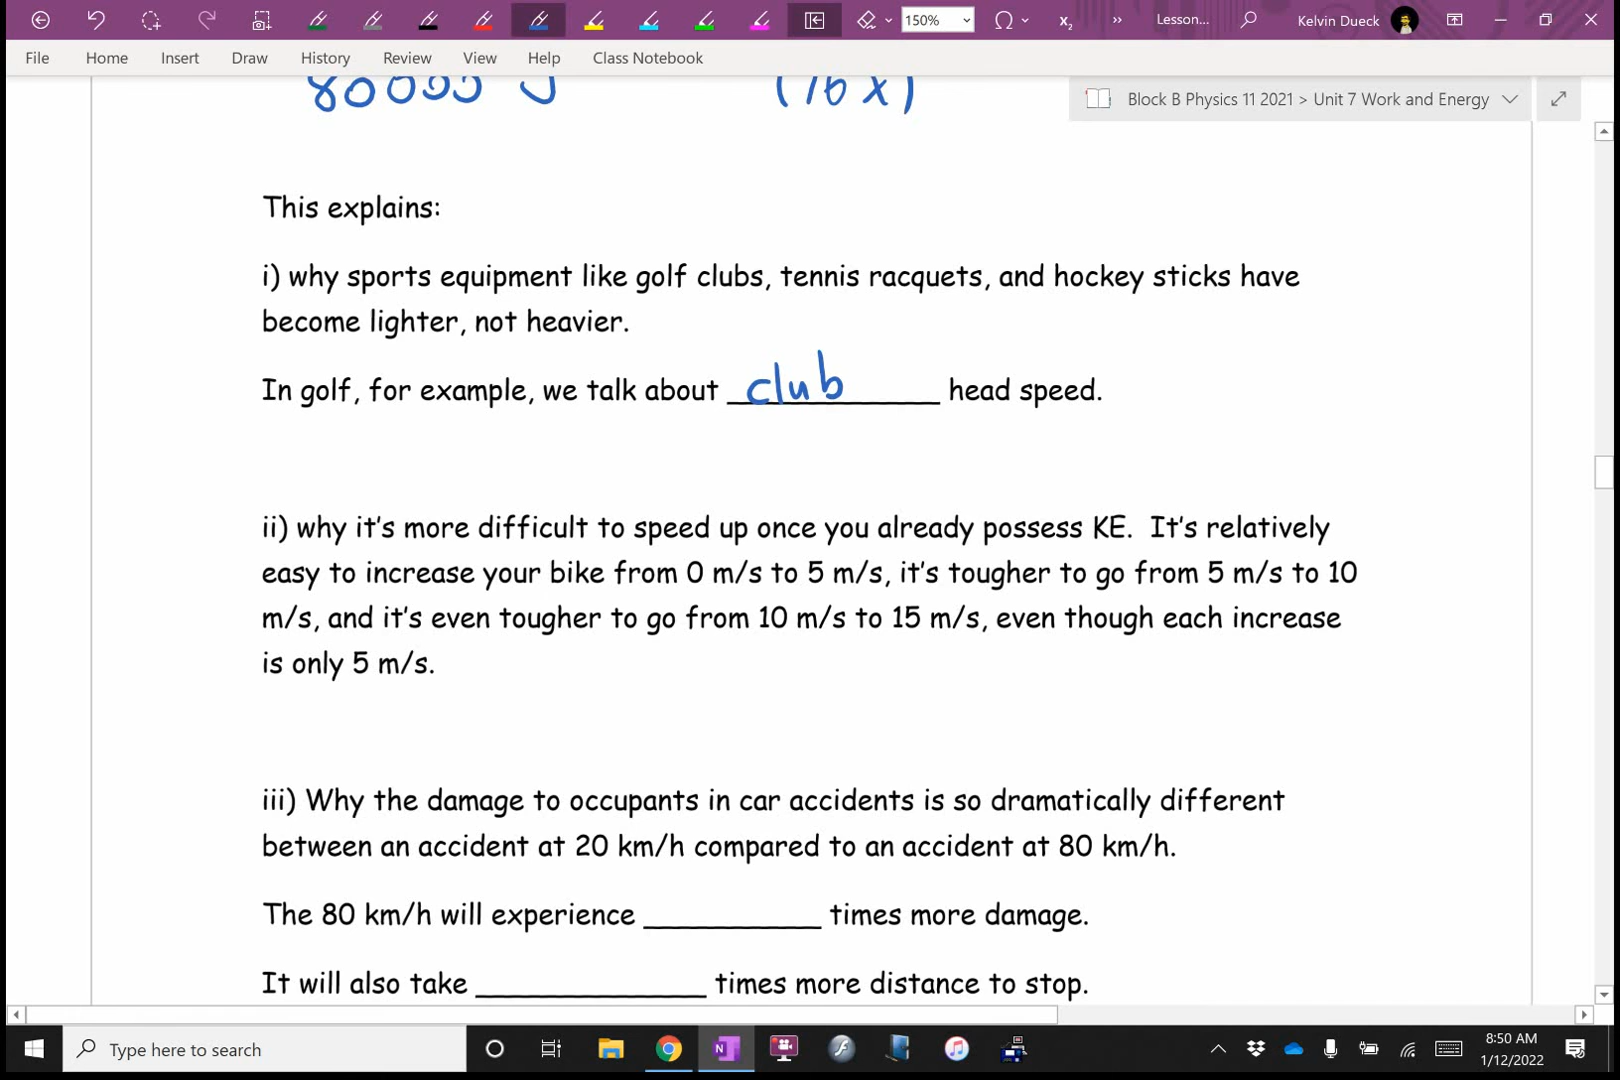 150%
Ω
x₂
Lesson...
Kelvin Dueck
File Home Insert Draw History Review View Help Class Notebook
(16 x)
Block B Physics 11 2021 > Unit 7 Work and Energy
This explains:
i) why sports equipment like golf clubs, tennis racquets, and hockey sticks have
become lighter, not heavier.
In golf, for example, we talk about club head speed.
ii) why it's more difficult to speed up once you already possess KE. It's relatively
easy to increase your bike from 0 m/s to 5 m/s, it's tougher to go from 5 m/s to 10
m/s, and it's even tougher to go from 10 m/s to 15 m/s, even though each increase
is only 5 m/s.
iii) Why the damage to occupants in car accidents is so dramatically different
between an accident at 20 km/h compared to an accident at 80 km/h.
The 80 km/h will experience __________ times more damage.
It will also take _____________ times more distance to stop.
Type here to search
N
8:50 AM
1/12/2022